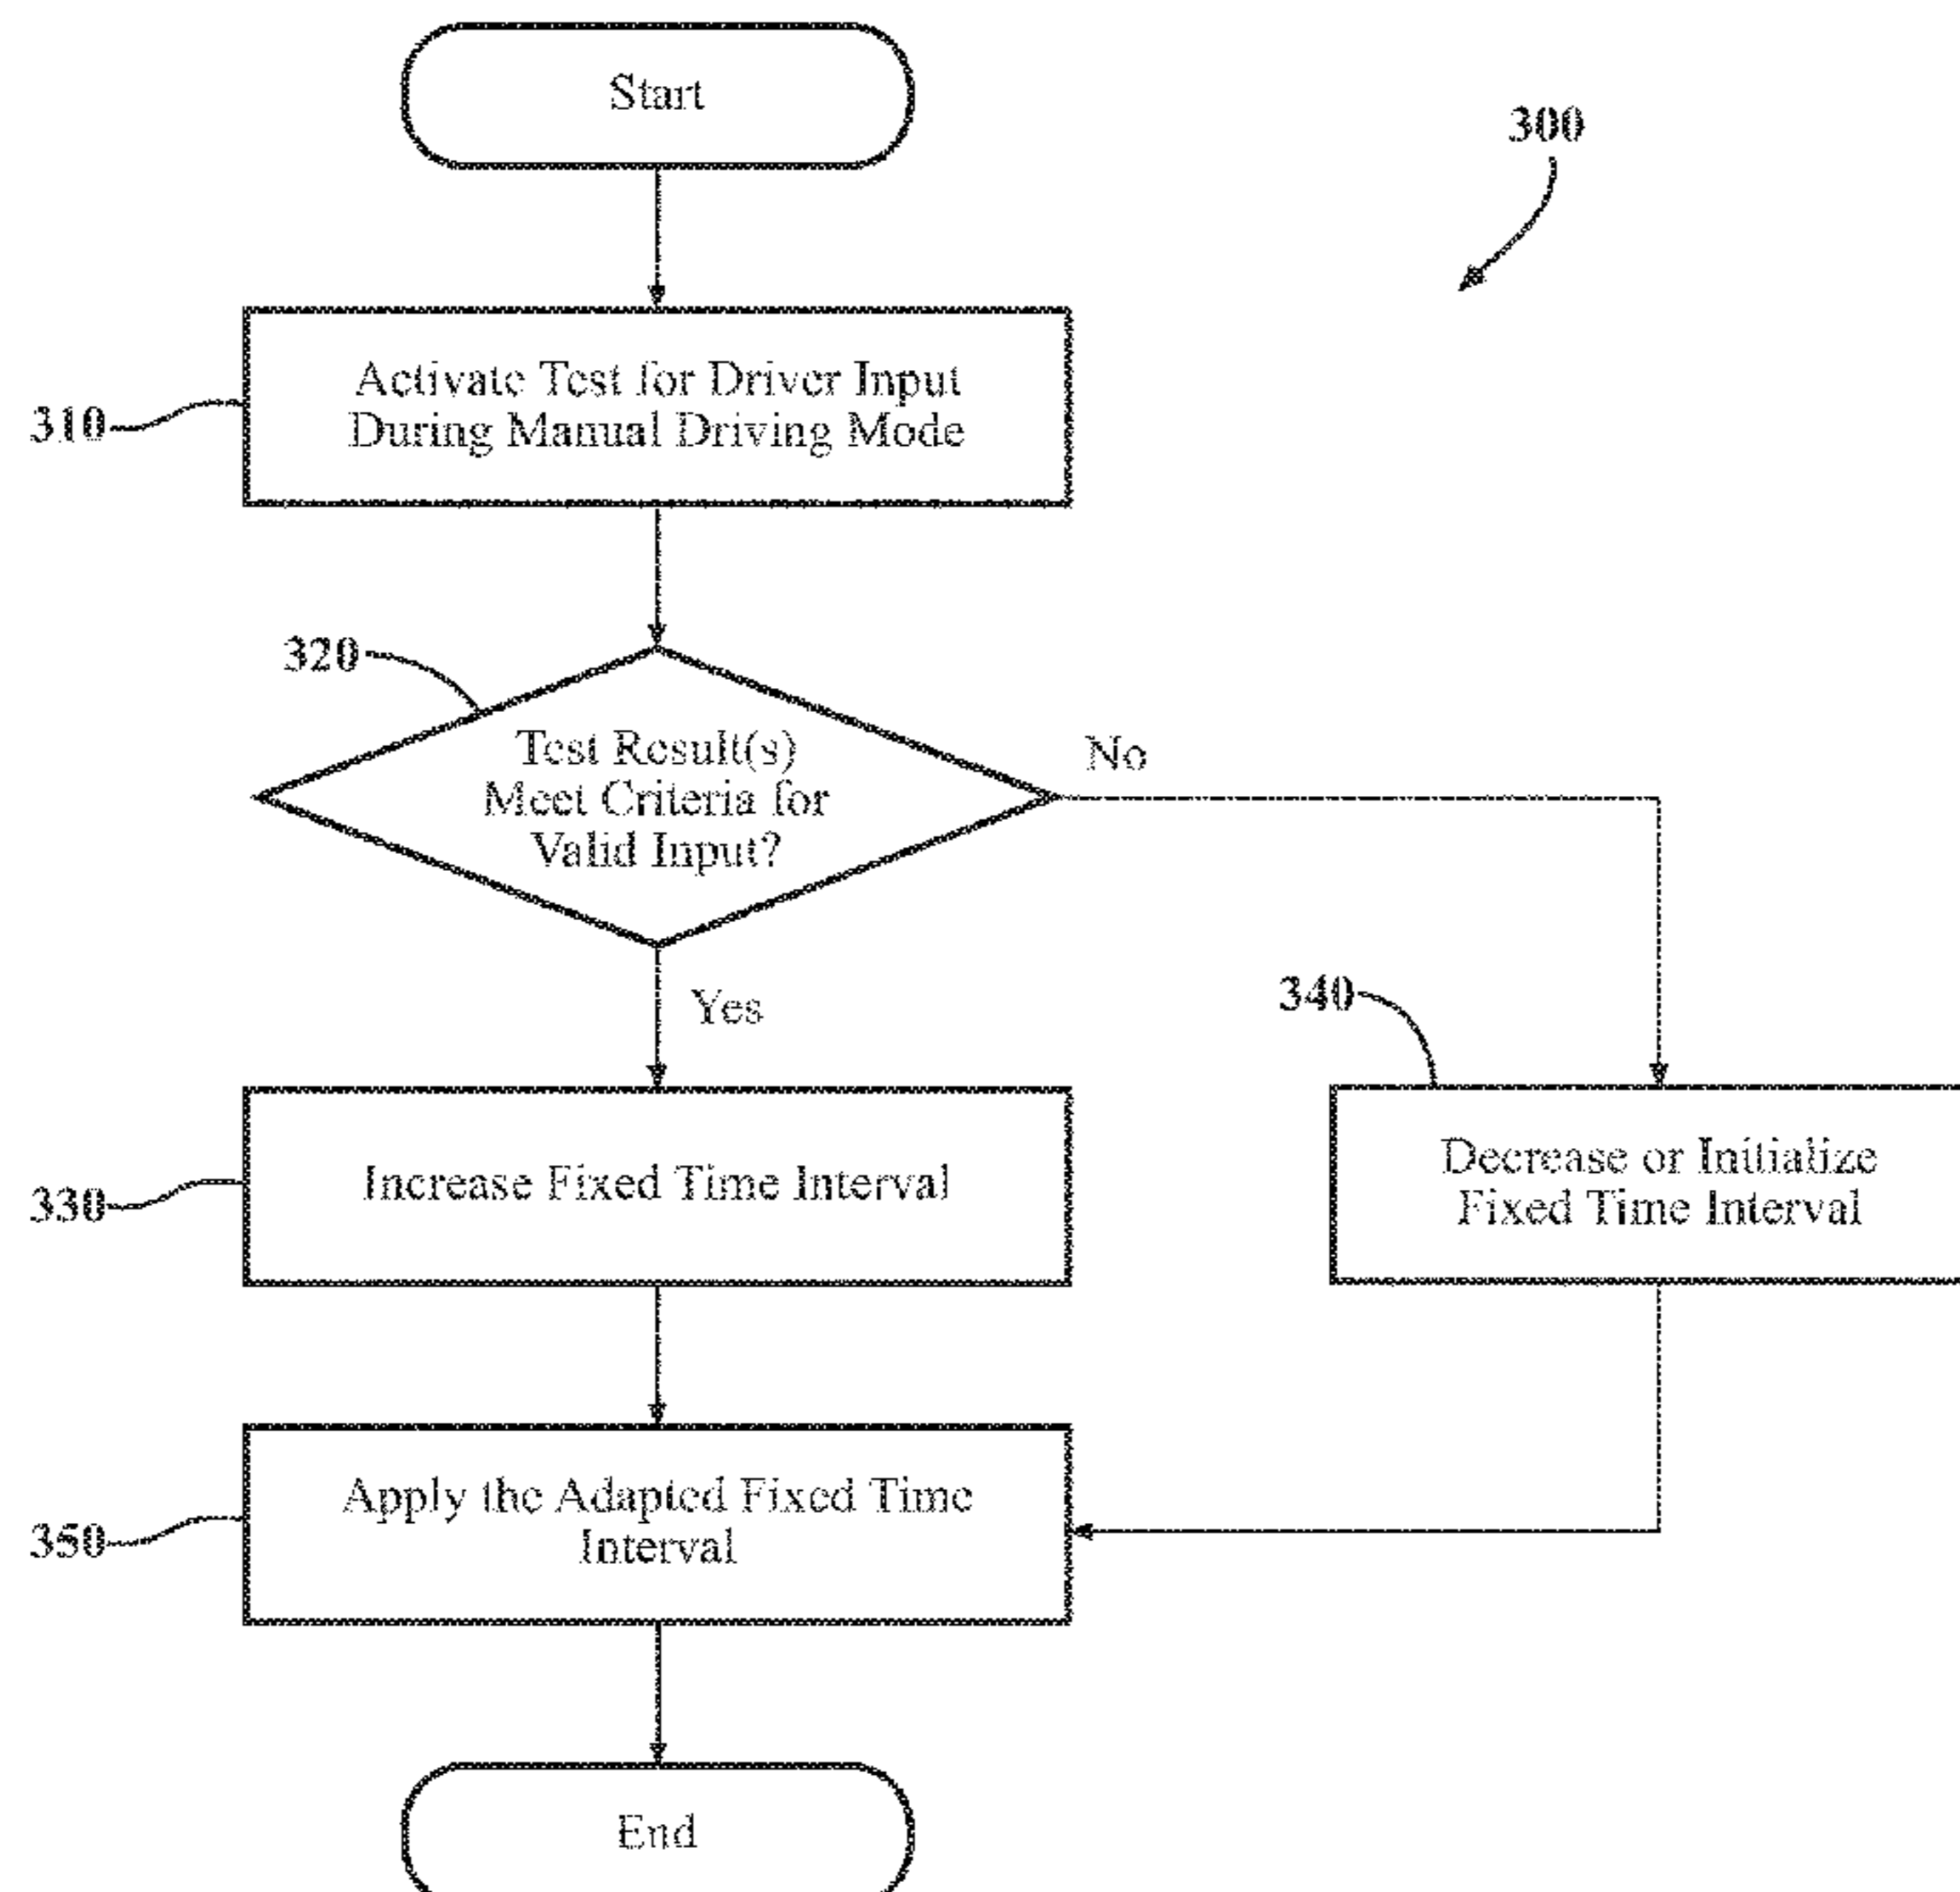 Start
300
Activate Test for Driver Input
During Manual Driving Mode
310
320
Test Result(s)
Meet Criteria for
Valid Input?
No
Yes
340
Increase Fixed Time Interval
330
Decrease or Initialize
Fixed Time Interval
Apply the Adapted Fixed Time
Interval
350
End